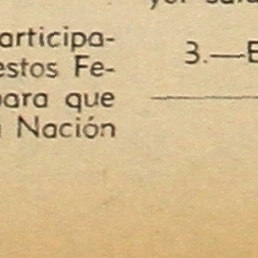 articipa-
estos Fe-
para que
Nación
3.—E